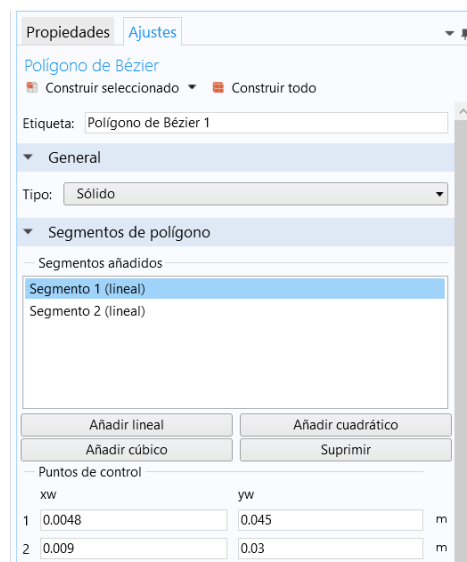 Propiedades Ajustes
Polígono de Bézier
Construir seleccionado Construir todo
Etiqueta: Polígono de Bézier 1
General
Tipo: Sólido
Segmentos de polígono
Segmentos añadidos
Segmento 1 (lineal)
Segmento 2 (lineal)
Añadir lineal Añadir cuadrático
Añadir cúbico Suprimir
Puntos de control
xw yw
1 0.0048 0.045 m
2 0.009 0.03 m